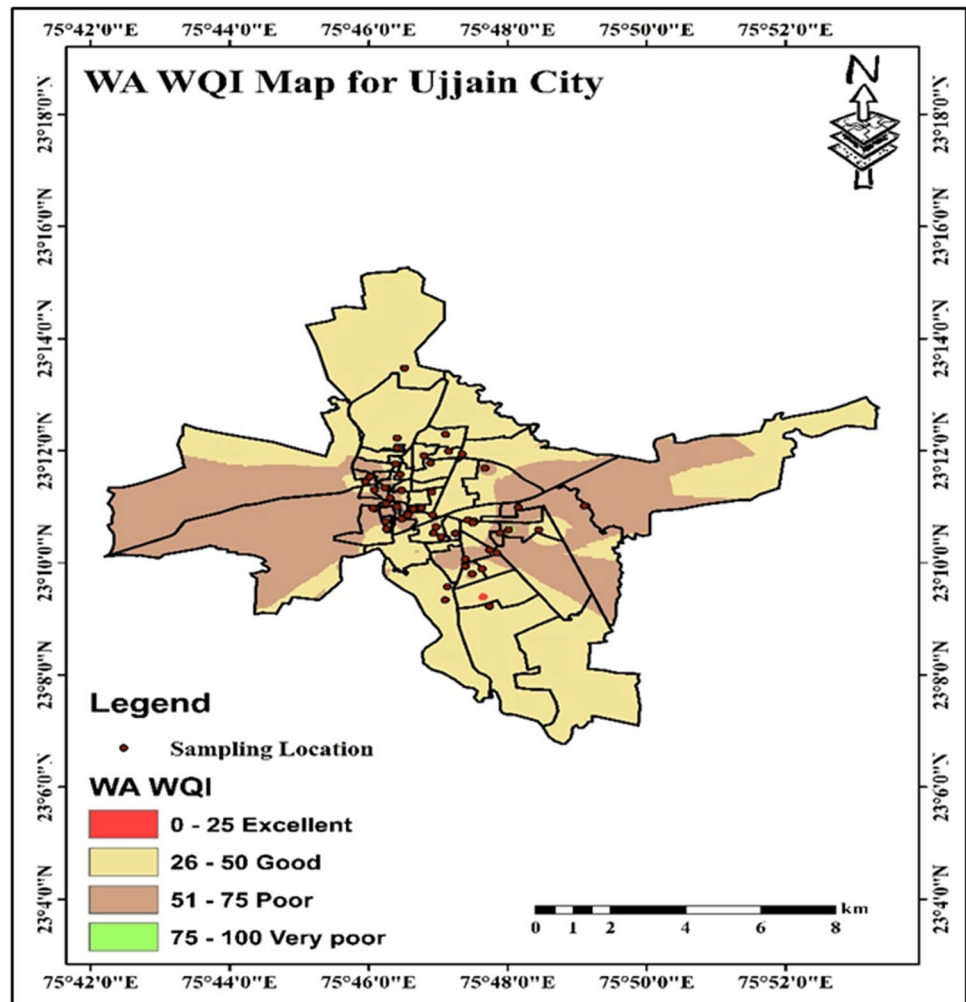 75°42'0"E 75°44'0"E 75°46'0"E 75°48'0"E 75°50'0"E 75°52'0"E
WA WQI Map for Ujjain City
N
23°18'0"N 23°18'0"N
23°16'0"N 23°16'0"N
23°14'0"N 23°14'0"N
23°12'0"N 23°12'0"N
23°10'0"N 23°10'0"N
23°8'0"N 23°8'0"N
23°6'0"N 23°6'0"N
23°4'0"N 23°4'0"N
Legend
Sampling Location
WA WQI
0 - 25 Excellent
26 - 50 Good
51 - 75 Poor
75 - 100 Very poor
km
0 1 2 4 6 8
75°42'0"E 75°44'0"E 75°46'0"E 75°48'0"E 75°50'0"E 75°52'0"E